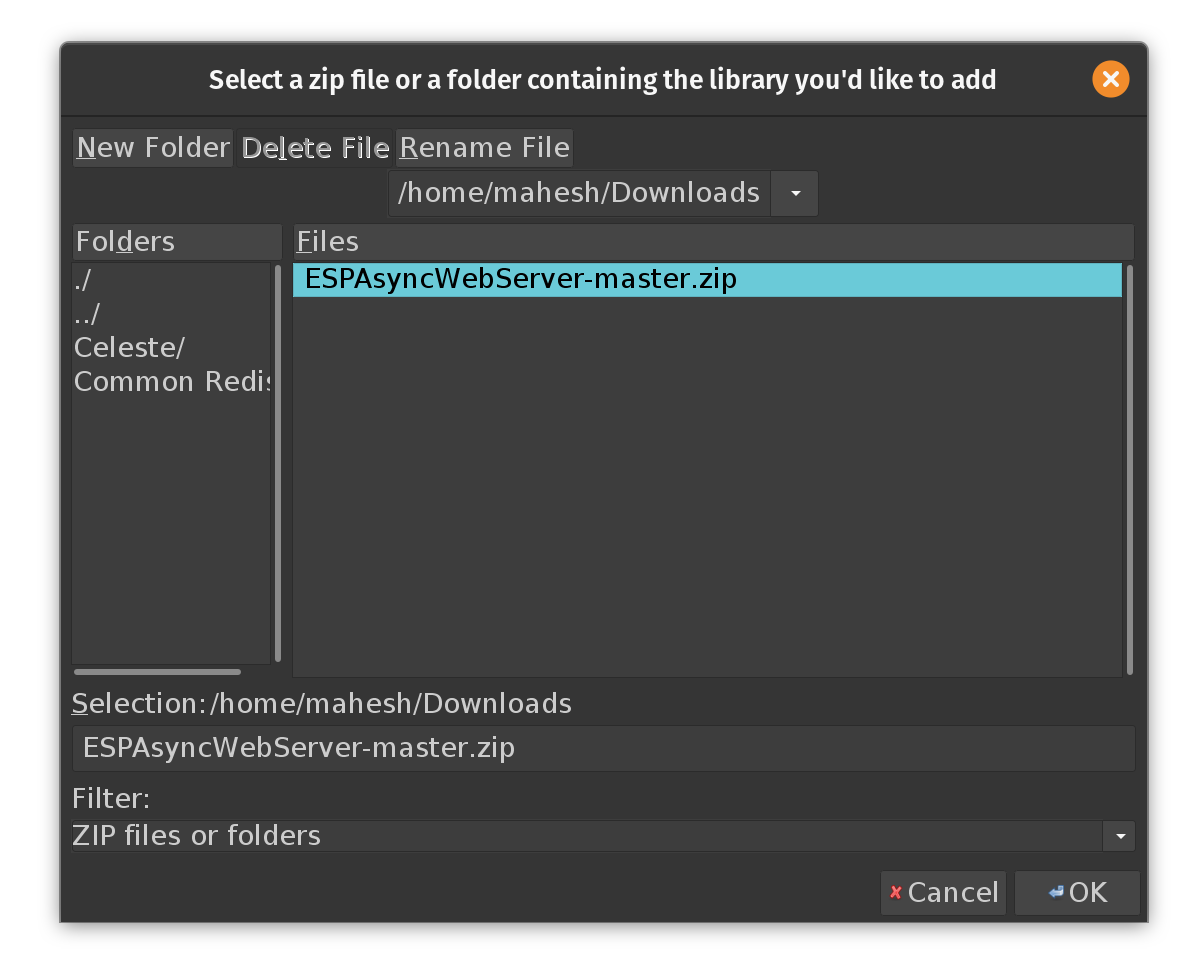 Select a zip file or a folder containing the library you'd like to add
New Folder Delete File Rename File
/home/mahesh/Downloads
Folders
./
../
Celeste/
Common Redis
Files
ESPAsyncWebServer-master.zip
Selection:/home/mahesh/Downloads
ESPAsyncWebServer-master.zip
Filter:
ZIP files or folders
Cancel OK